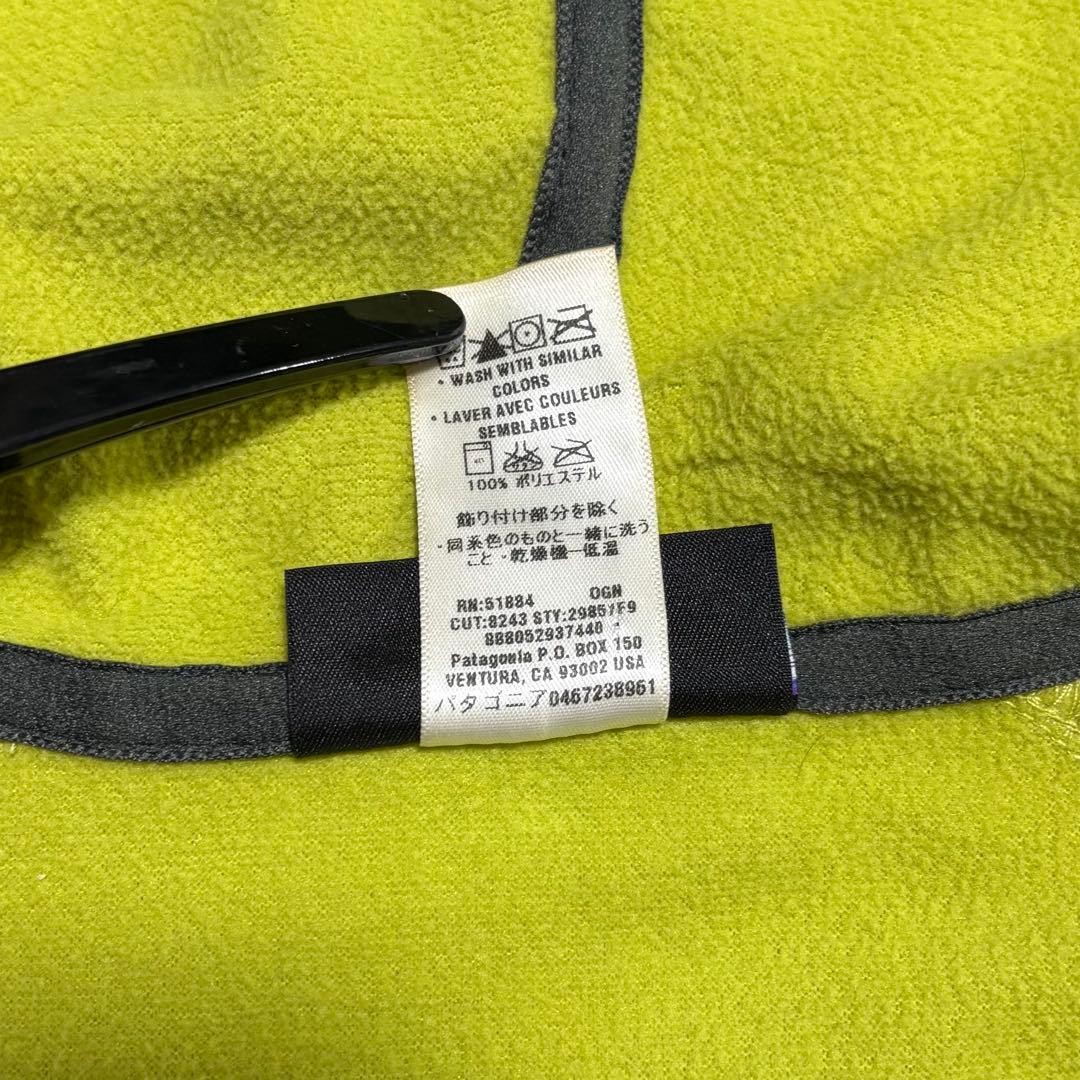 • WASH WITH SIMILAR
COLORS
• LAVER AVEC COULEURS
SEMBLABLES
100% ポリエステル
飾り付け部分を除く
・同系色のものと一緒に洗う
こと・乾燥機一低温
RN:51884 OGN
CUT:8243 STY:29851F9
888052937448
Patagonia P.O. BOX 150
VENTURA, CA 93002 USA
パタゴニア0467238961